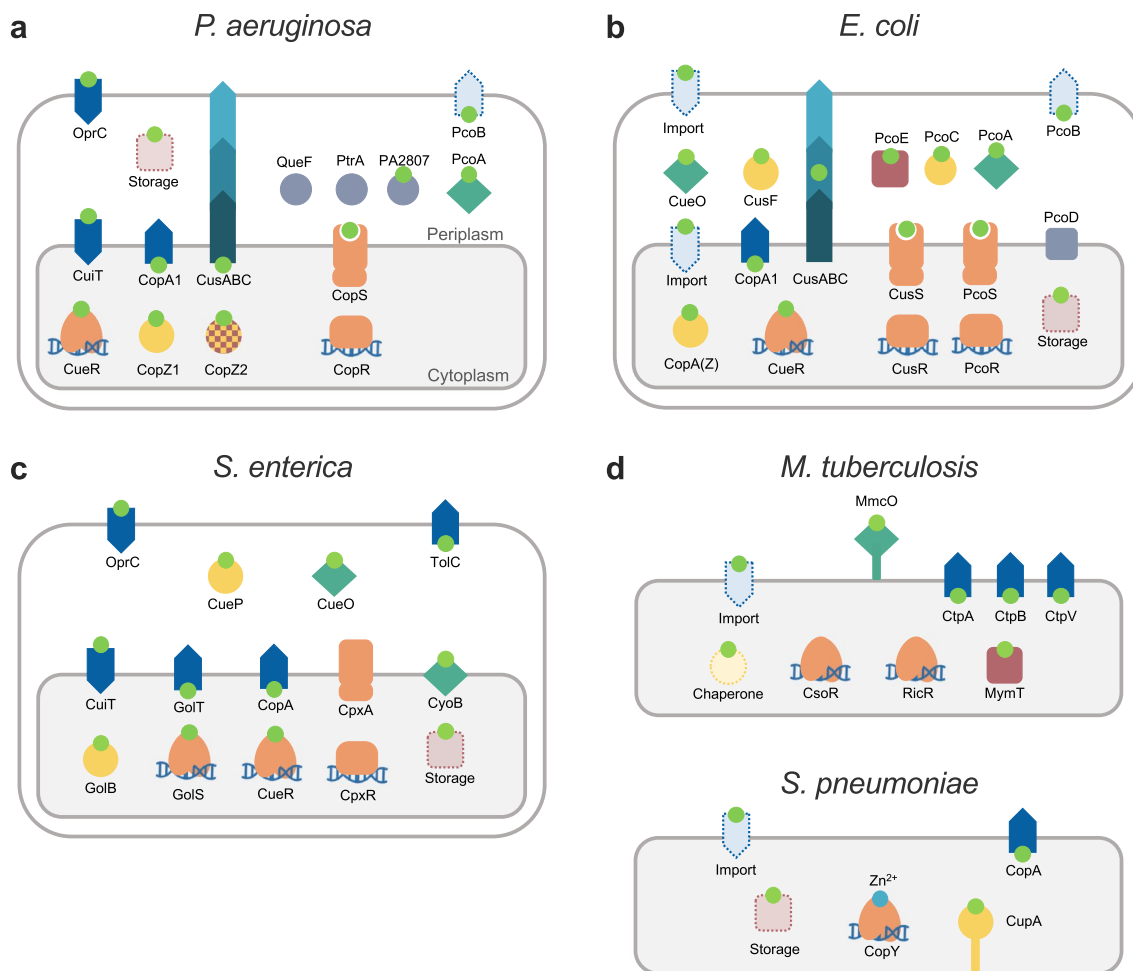 a
P. aeruginosa
OprC
Storage
PcoB
QueF
PtrA
PA2807
PcoA
Periplasm
CuiT
CopA1
CusABC
CopS
CueR
CopZ1
CopZ2
CopR
Cytoplasm
b
E. coli
Import
PcoB
PcoE
PcoC
PcoA
CueO
CusF
PcoD
Import
CopA1
CusABC
CusS
PcoS
Storage
CopA(Z)
CueR
CusR
PcoR
c
S. enterica
OprC
TolC
CueP
CueO
CuiT
GolT
CopA
CpxA
CyoB
GolB
GolS
CueR
CpxR
Storage
d
M. tuberculosis
MmcO
Import
CtpA
CtpB
CtpV
Chaperone
CsoR
RicR
MymT
S. pneumoniae
Import
CopA
Zn²⁺
Storage
CopY
CupA